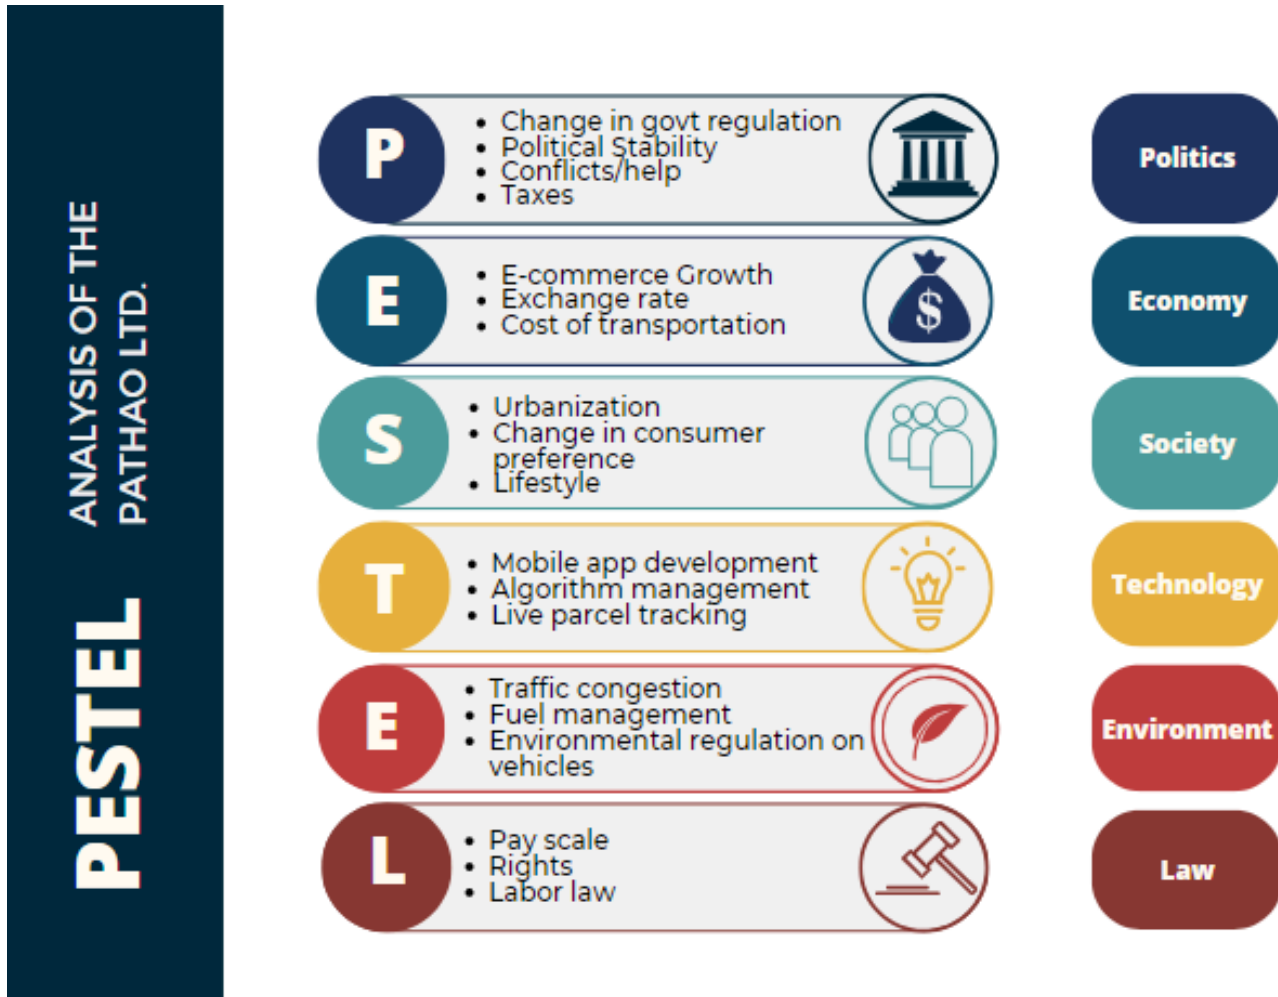 PESTEL
ANALYSIS OF THE
PATHAO LTD.
P
• Change in govt regulation
• Political Stability
• Conflicts/help
• Taxes
Politics
E
• E-commerce Growth
• Exchange rate
• Cost of transportation
$
Economy
S
• Urbanization
• Change in consumer
preference
• Lifestyle
Society
T
• Mobile app development
• Algorithm management
• Live parcel tracking
Technology
E
• Traffic congestion
• Fuel management
• Environmental regulation on
vehicles
Environment
L
• Pay scale
• Rights
• Labor law
Law